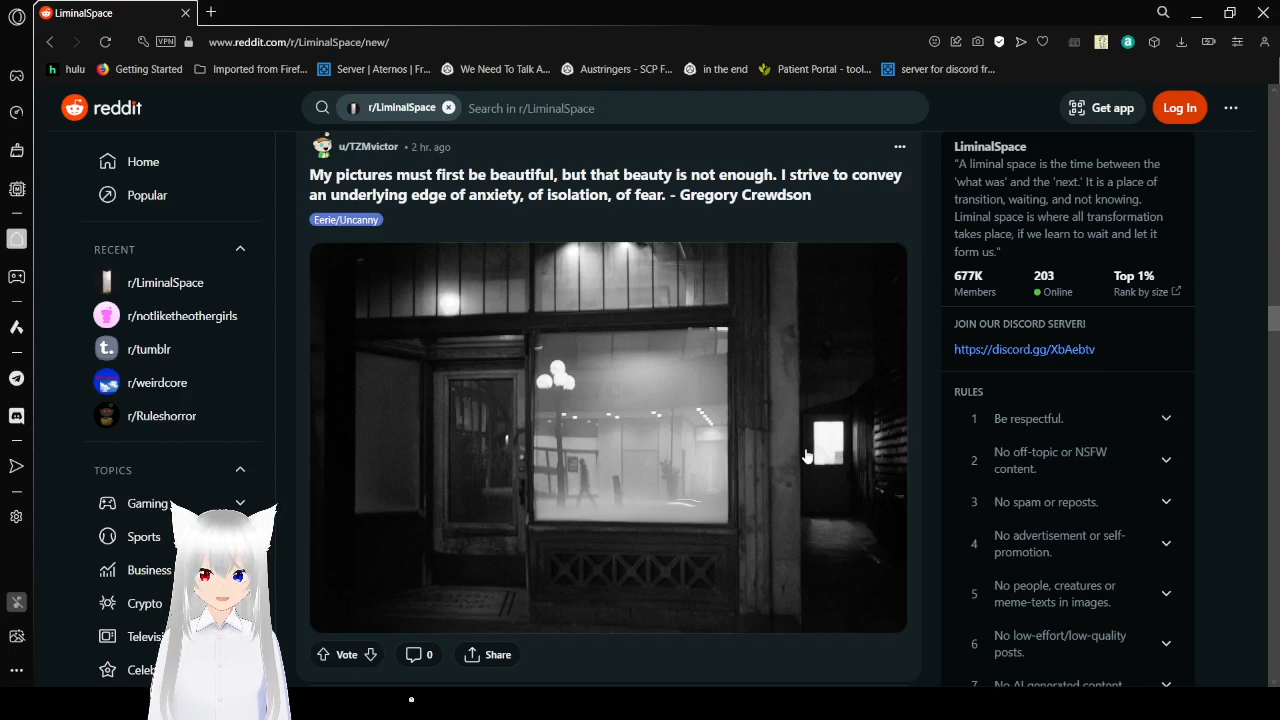 LiminalSpace
www.reddit.com/r/LiminalSpace/new/
VPN
hulu
Getting Started
Imported from Firef...
Server | Aternos | Fr...
We Need To Talk A...
Austringers - SCP F...
in the end
Patient Portal - tool...
server for discord fr...
reddit
r/LiminalSpace
Search in r/LiminalSpace
Get app
Log In
Home
Popular
RECENT
r/LiminalSpace
r/notliketheothergirls
r/tumblr
r/weirdcore
r/Ruleshorror
TOPICS
Gaming
Sports
Business
Crypto
u/TZMvictor • 2 hr. ago
My pictures must first be beautiful, but that beauty is not enough. I strive to convey
an underlying edge of anxiety, of isolation, of fear. - Gregory Crewdson
Eerie/Uncanny
Vote
0
Share
LiminalSpace
"A liminal space is the time between the
'what was' and the 'next.' It is a place of
transition, waiting, and not knowing.
Liminal space is where all transformation
takes place, if we learn to wait and let it
form us."
677K
Members
203
Online
Top 1%
Rank by size
JOIN OUR DISCORD SERVER!
https://discord.gg/XbAebtv
RULES
1 Be respectful.
2 No off-topic or NSFW
content.
3 No spam or reposts.
4 No advertisement or self-
promotion.
5 No people, creatures or
meme-texts in images.
6 No low-effort/low-quality
posts.
7 No AI generated content